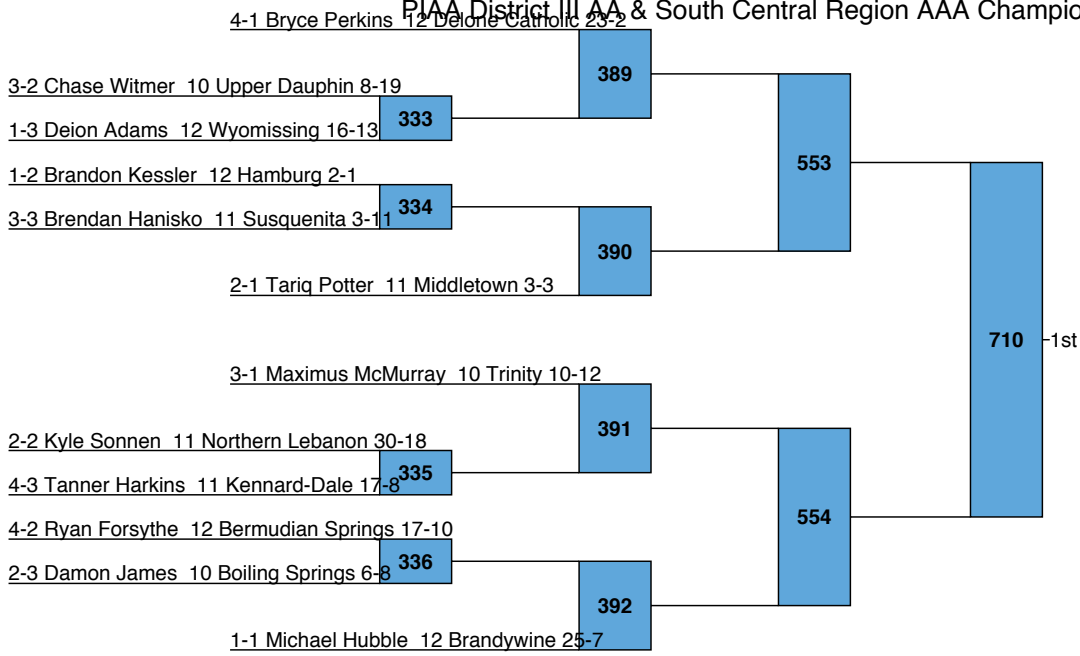 PIAA District III AA & South Central Region AAA Champio
4-1 Bryce Perkins  12 Delone Catholic 23-2
389
3-2 Chase Witmer  10 Upper Dauphin 8-19
333
1-3 Deion Adams  12 Wyomissing 16-13
553
1-2 Brandon Kessler  12 Hamburg 2-1
334
3-3 Brendan Hanisko  11 Susquenita 3-11
390
2-1 Tariq Potter  11 Middletown 3-3
710
1st
3-1 Maximus McMurray  10 Trinity 10-12
391
2-2 Kyle Sonnen  11 Northern Lebanon 30-18
335
4-3 Tanner Harkins  11 Kennard-Dale 17-8
554
4-2 Ryan Forsythe  12 Bermudian Springs 17-10
336
2-3 Damon James  10 Boiling Springs 6-8
392
1-1 Michael Hubble  12 Brandywine 25-7